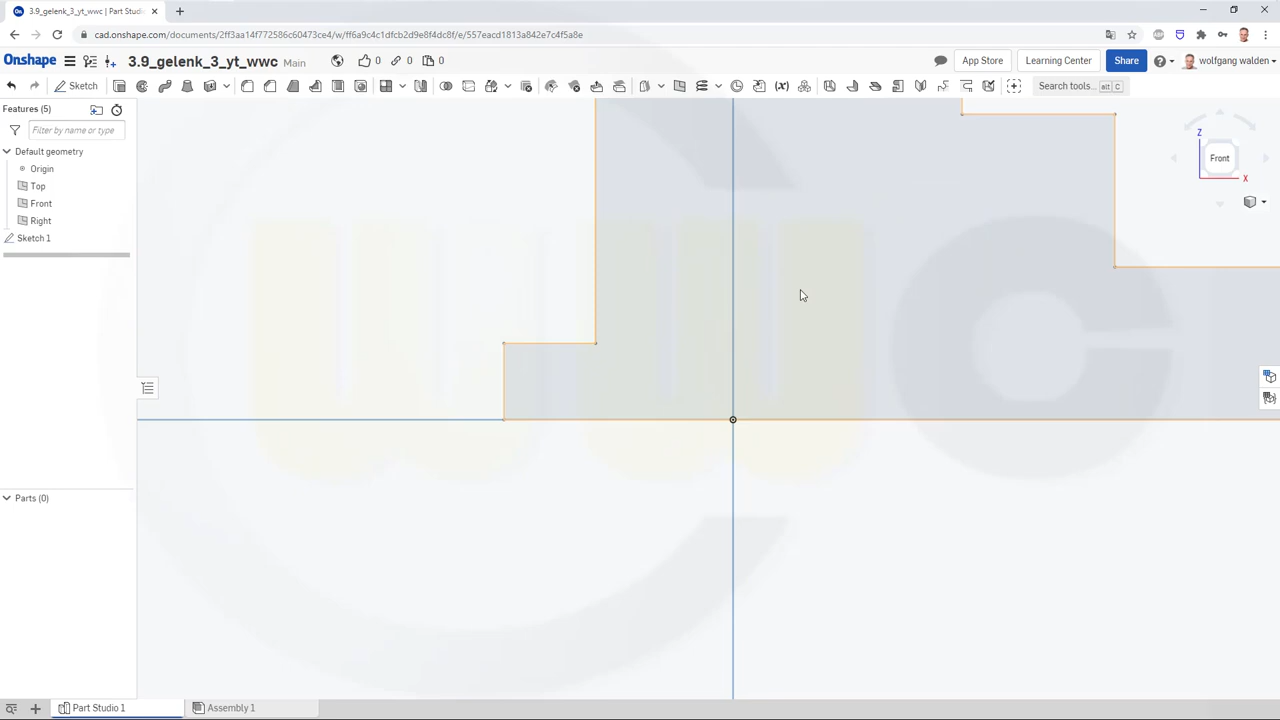 3.9_gelenk_3_yt_wwc | Part Studi
cad.onshape.com/documents/2ff3aa14f772586c60473ce4/w/ff6a9c4c1dfcb2d9e8f4dc8f/e/557eacd1813a842e7c4f5a8e
Onshape 3.9_gelenk_3_yt_wwc Main 0 0 0 App Store Learning Center Share wolfgang walden
Sketch (x) Search tools... alt C
Features (5)
Filter by name or type
Default geometry
Origin
Top
Front
Right
Sketch 1
Parts (0)
Z
Front
X
wwc
Part Studio 1 Assembly 1